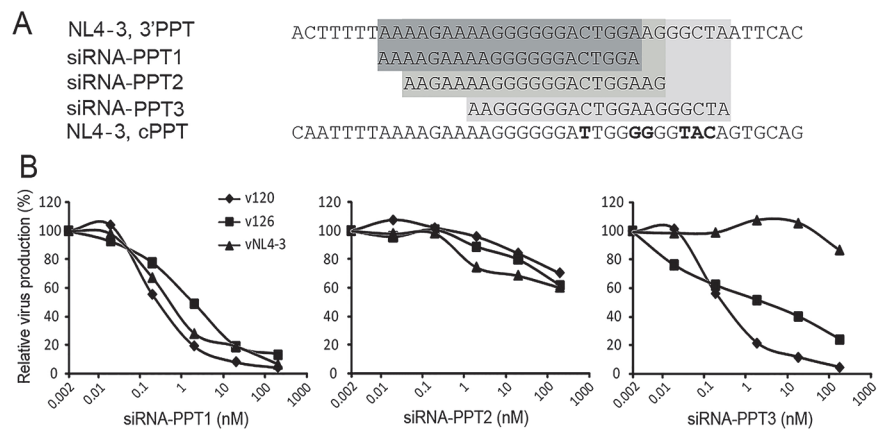 A
NL4-3, 3'PPT ACTTTTTAAAAGAAAAGGGGGGACTGGAAGGGCTAATTCAC
siRNA-PPT1 AAAAGAAAAGGGGGGACTGGA
siRNA-PPT2 AAGAAAAGGGGGGACTGGAAG
siRNA-PPT3 AAGGGGGGACTGGAAGGGCTA
NL4-3, cPPT CAATTTTAAAAGAAAAGGGGGGATTGGGGGGTACAGTGCAG
B
Relative virus production (%)
120
100
80
60
40
20
0
v120
v126
vNL4-3
0.002 0.01 0.1 1 10 100 1000
siRNA-PPT1 (nM)
120
100
80
60
40
20
0
0.002 0.01 0.1 1 10 100 1000
siRNA-PPT2 (nM)
120
100
80
60
40
20
0
0.002 0.01 0.1 1 10 100 1000
siRNA-PPT3 (nM)